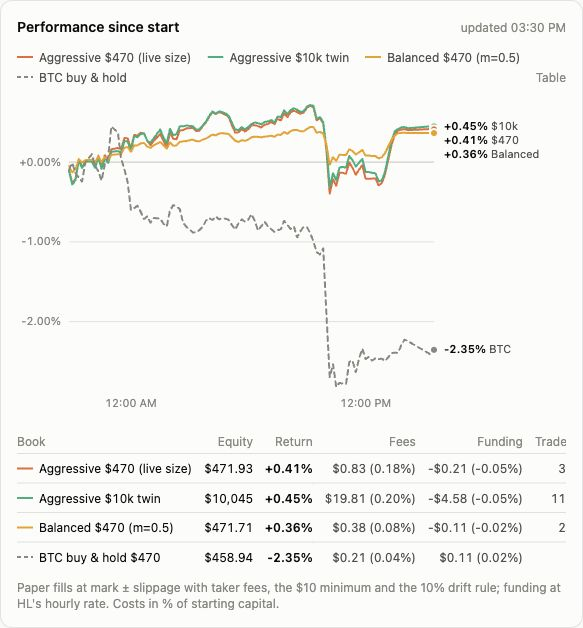 Performance since start
updated 03:30 PM
Aggressive $470 (live size) Aggressive $10k twin Balanced $470 (m=0.5)
BTC buy & hold
Table
+0.45% $10k
+0.41% $470
+0.36% Balanced
+0.00%
-1.00%
-2.00%
-2.35% BTC
12:00 AM 12:00 PM
Book Equity Return Fees Funding Trade
Aggressive $470 (live size) $471.93 +0.41% $0.83 (0.18%) -$0.21 (-0.05%) 3
Aggressive $10k twin $10,045 +0.45% $19.81 (0.20%) -$4.58 (-0.05%) 11
Balanced $470 (m=0.5) $471.71 +0.36% $0.38 (0.08%) -$0.11 (-0.02%) 2
BTC buy & hold $470 $458.94 -2.35% $0.21 (0.04%) $0.11 (0.02%)
Paper fills at mark ± slippage with taker fees, the $10 minimum and the 10% drift rule; funding at
HL's hourly rate. Costs in % of starting capital.